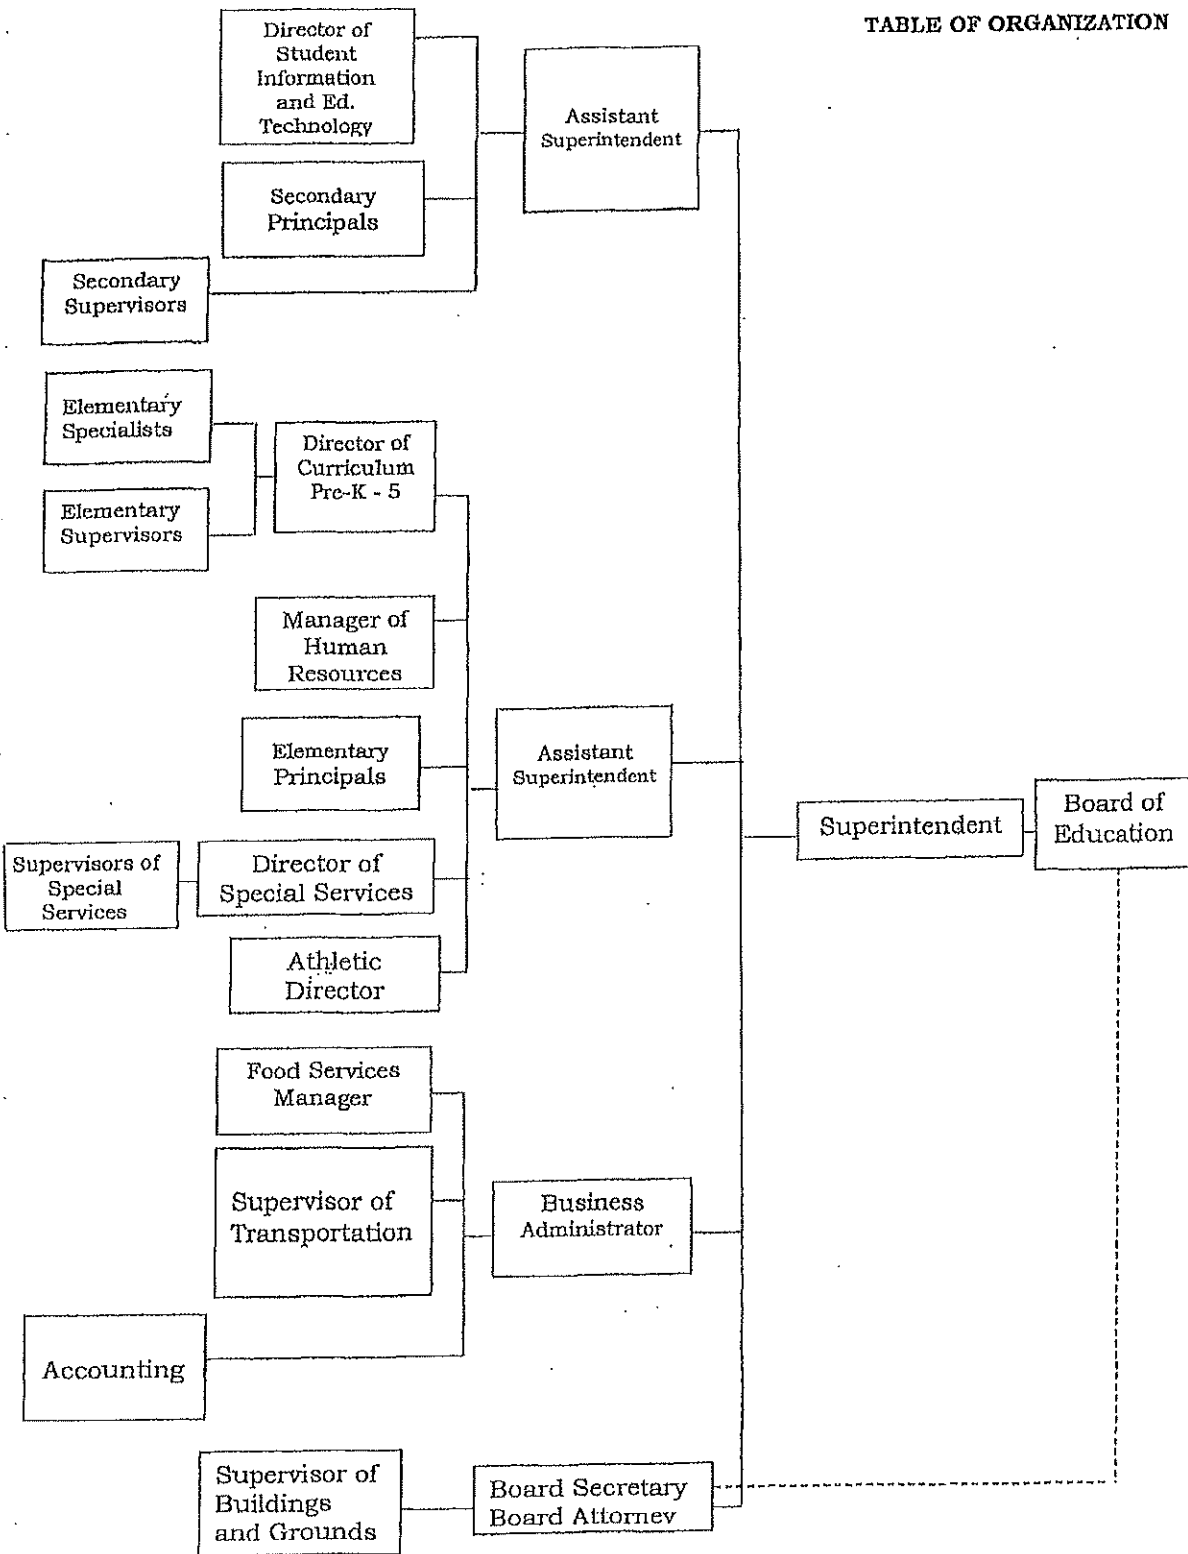 TABLE OF ORGANIZATION
Director of
Student
Information
and Ed.
Technology
Assistant
Superintendent
Secondary
Principals
Secondary
Supervisors
Elementary
Specialists
Director of
Curriculum
Pre-K - 5
Elementary
Supervisors
Manager of
Human
Resources
Elementary
Principals
Assistant
Superintendent
Superintendent
Board of
Education
Supervisors of
Special
Services
Director of
Special Services
Athletic
Director
Food Services
Manager
Supervisor of
Transportation
Business
Administrator
Accounting
Supervisor of
Buildings
and Grounds
Board Secretary
Board Attorney